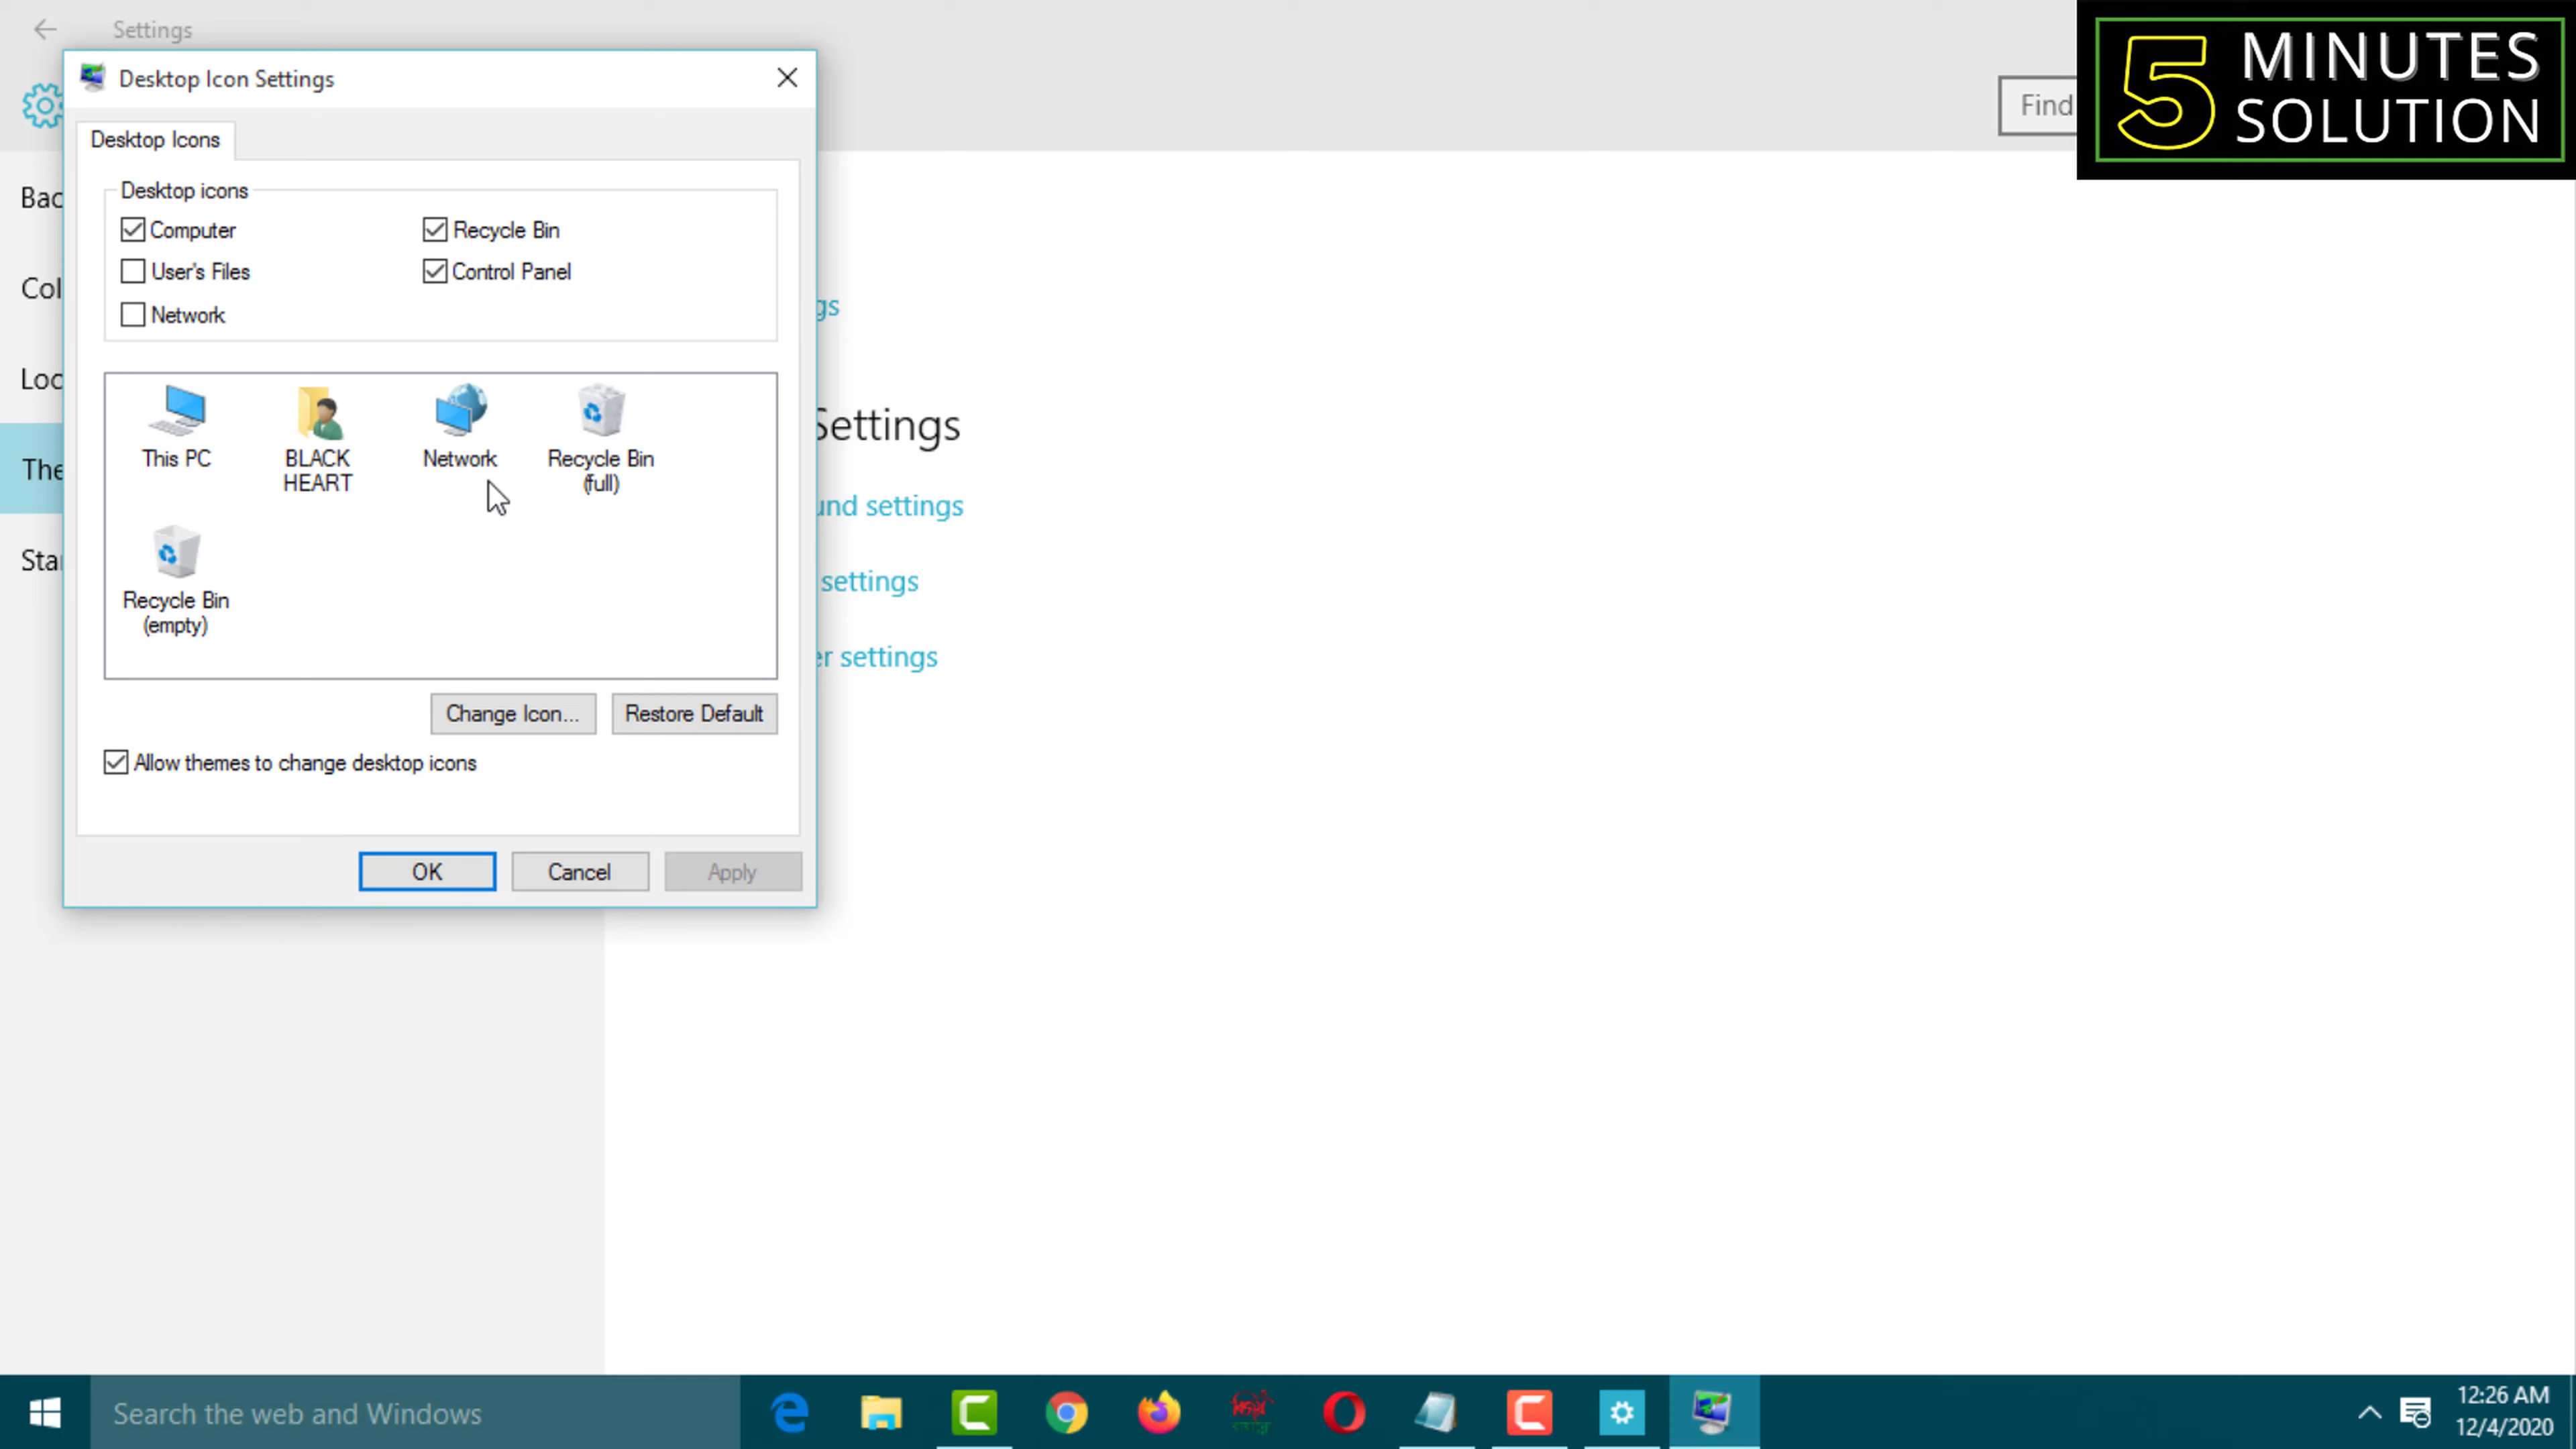 Settings
Desktop Icon Settings
5 MINUTES
SOLUTION
Find
Desktop Icons
Desktop icons
Computer
Recycle Bin
User's Files
Control Panel
Network
Bac
Col
Loc
The
Star
gs
Settings
und settings
settings
er settings
This PC
BLACK
HEART
Network
Recycle Bin
(full)
Recycle Bin
(empty)
Change Icon...
Restore Default
Allow themes to change desktop icons
OK
Cancel
Apply
Search the web and Windows
12:26 AM
12/4/2020